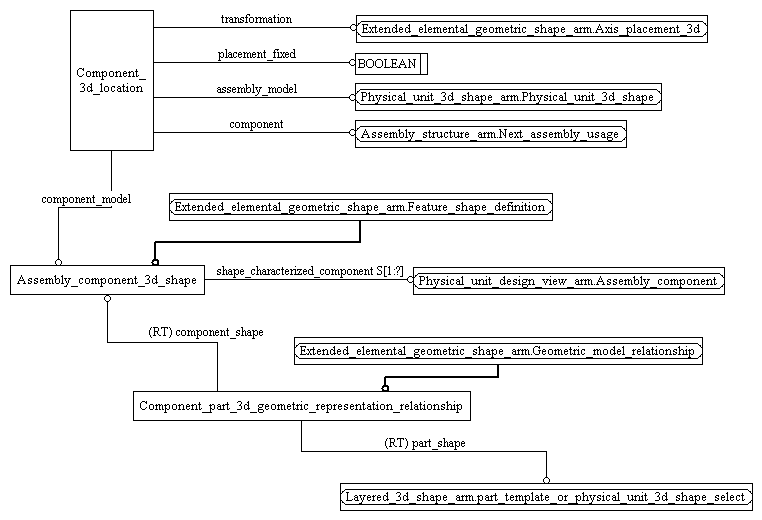 transformation
Extended_elemental_geometric_shape_arm.Axis_placement_3d
placement_fixed
BOOLEAN
Component_
3d_location
assembly_model
Physical_unit_3d_shape_arm.Physical_unit_3d_shape
component
Assembly_structure_arm.Next_assembly_usage
component_model
Extended_elemental_geometric_shape_arm.Feature_shape_definition
Assembly_component_3d_shape
shape_characterized_component S[1:?]
Physical_unit_design_view_arm.Assembly_component
(RT) component_shape
Extended_elemental_geometric_shape_arm.Geometric_model_relationship
Component_part_3d_geometric_representation_relationship
(RT) part_shape
Layered_3d_shape_arm.part_template_or_physical_unit_3d_shape_select